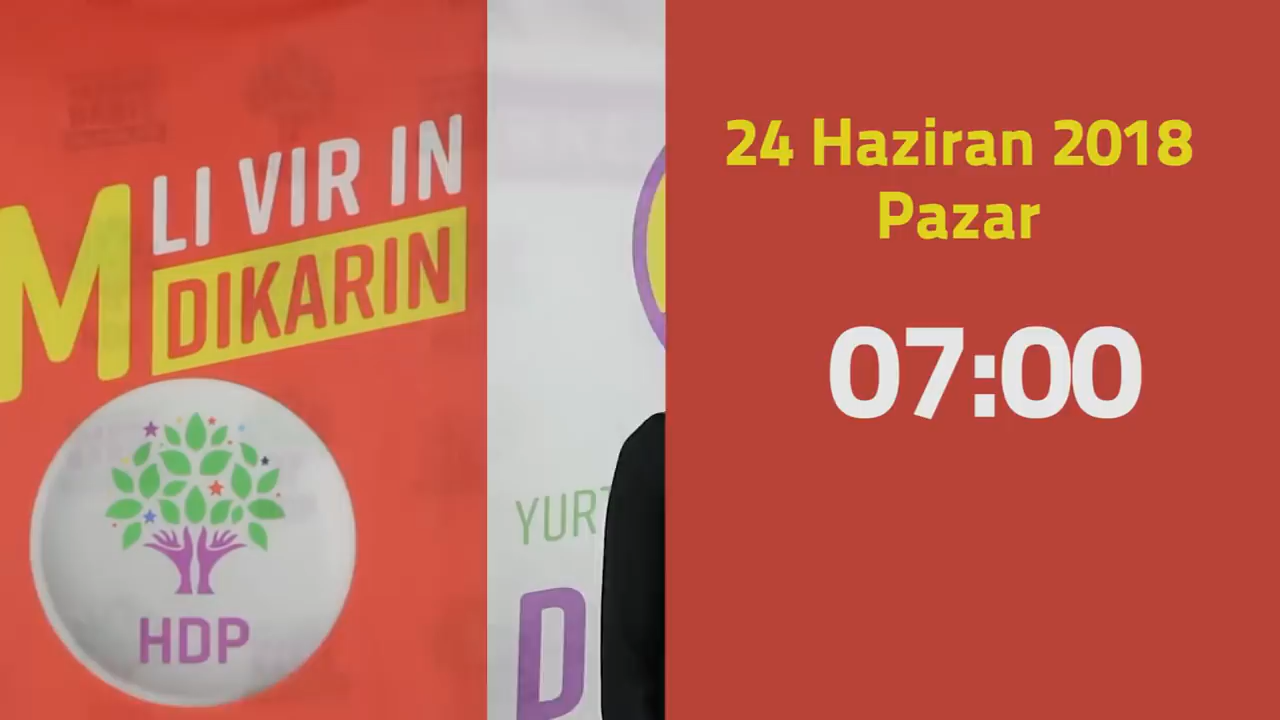 M
LI VIR IN
DIKARIN
HDP
YURT
D
24 Haziran 2018
Pazar
07:00